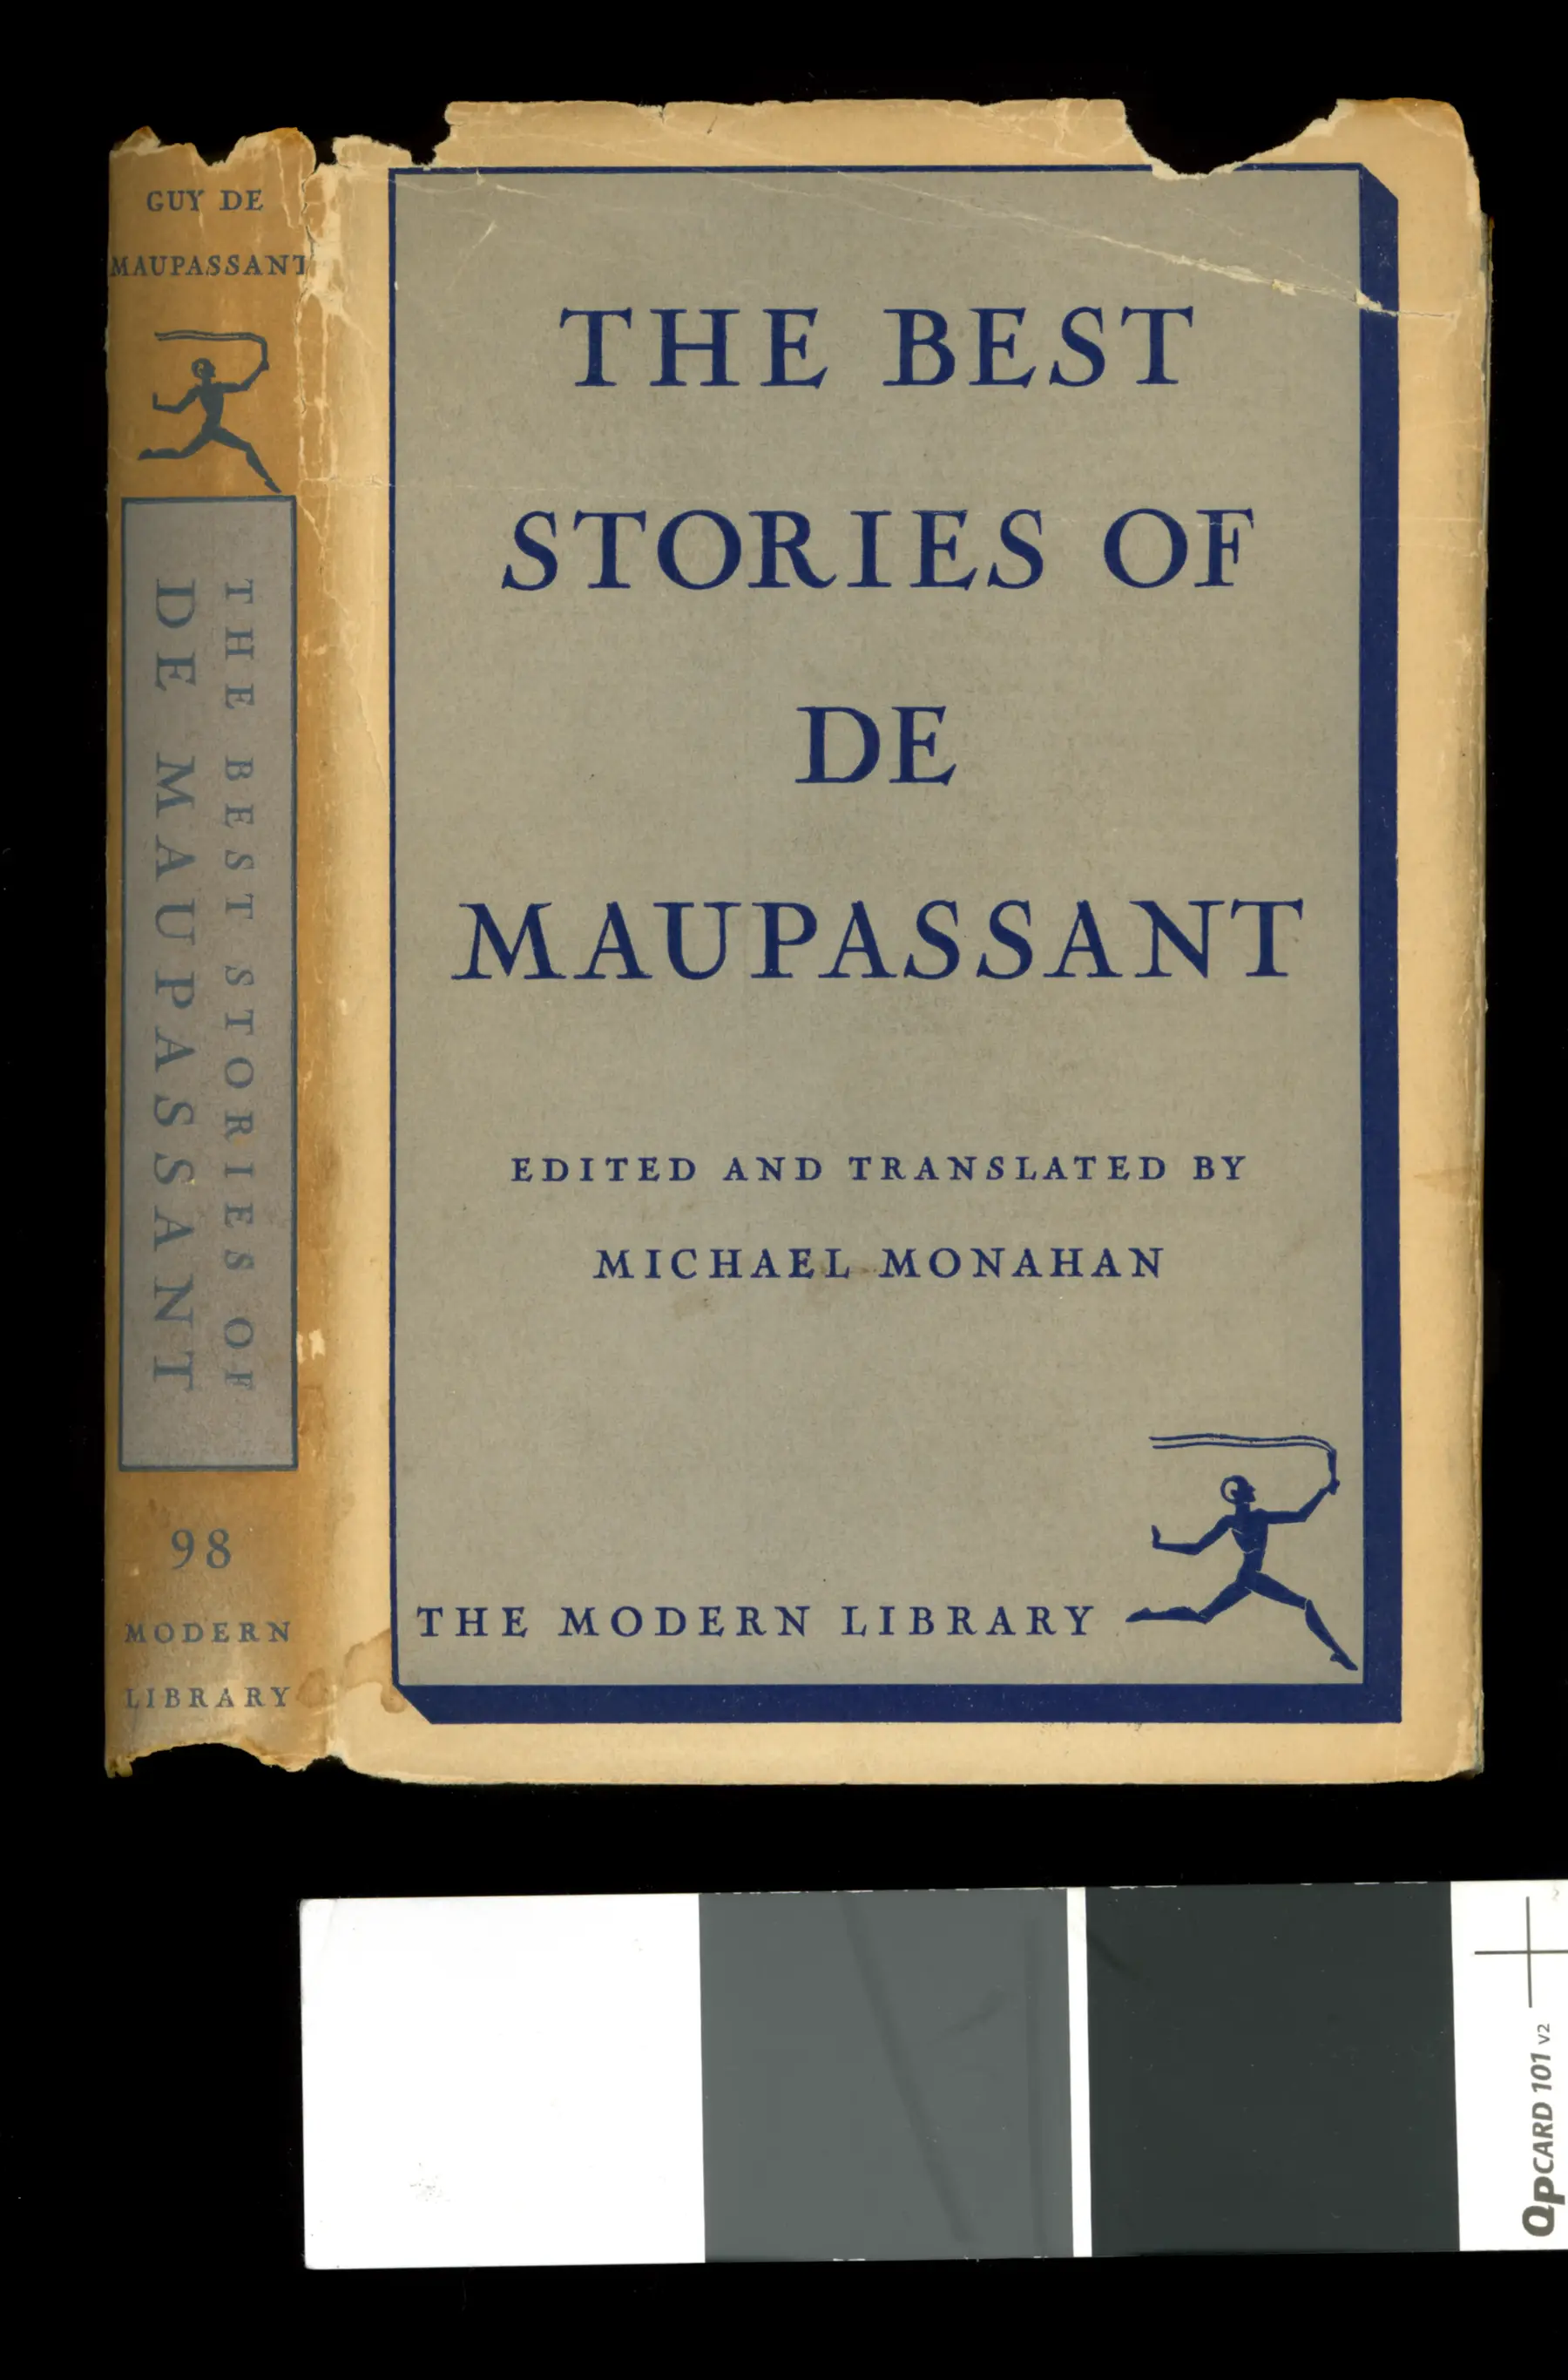 GUY DE
MAUPASSANT
THE BEST STORIES OF
DE MAUPASSANT
98
MODERN
LIBRARY
THE BEST
STORIES OF
DE
MAUPASSANT
EDITED AND TRANSLATED BY
MICHAEL MONAHAN
THE MODERN LIBRARY
QpCARD 101 v2